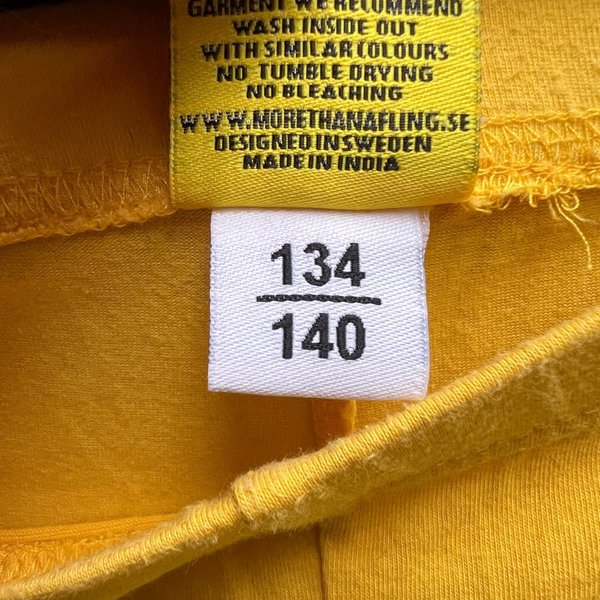 GARMENT WE RECOMMEND
WASH INSIDE OUT
WITH SIMILAR COLOURS
NO TUMBLE DRYING
NO BLEACHING
WWW.MORETHANAFLING.SE
DESIGNED IN SWEDEN
MADE IN INDIA
134
140